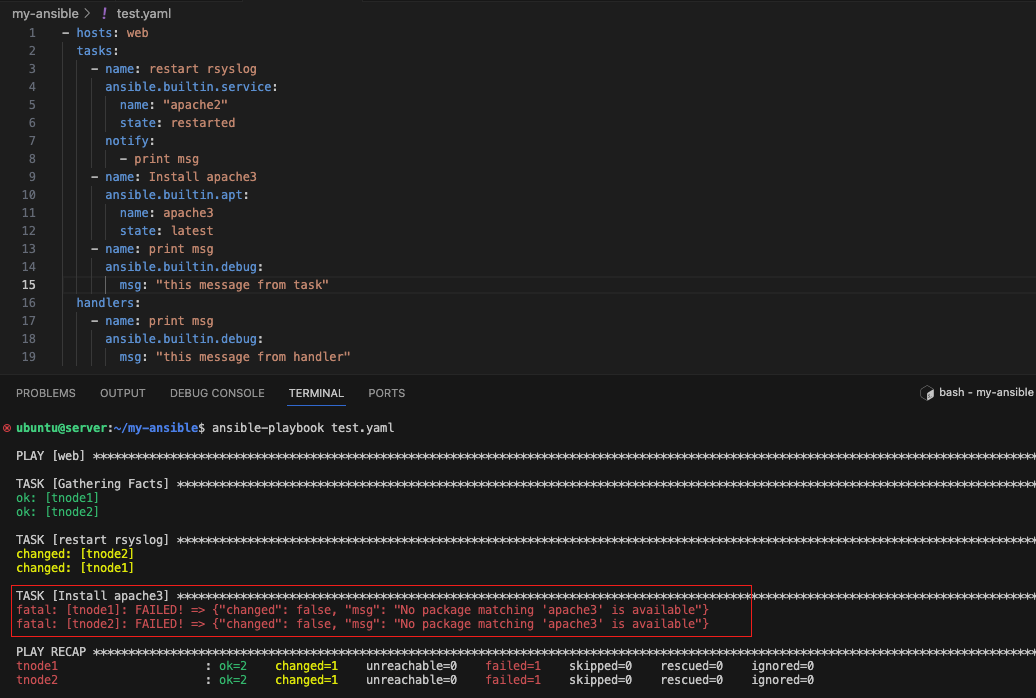 my-ansible > ! test.yaml
1 - hosts: web
2 tasks:
3 - name: restart rsyslog
4 ansible.builtin.service:
5 name: "apache2"
6 state: restarted
7 notify:
8 - print msg
9 - name: Install apache3
10 ansible.builtin.apt:
11 name: apache3
12 state: latest
13 - name: print msg
14 ansible.builtin.debug:
15 msg: "this message from task"
16 handlers:
17 - name: print msg
18 ansible.builtin.debug:
19 msg: "this message from handler"
PROBLEMS OUTPUT DEBUG CONSOLE TERMINAL PORTS bash - my-ansible
ubuntu@server:~/my-ansible$ ansible-playbook test.yaml
PLAY [web] ****************************************************************************************************************************
TASK [Gathering Facts] ****************************************************************************************************************
ok: [tnode1]
ok: [tnode2]
TASK [restart rsyslog] ****************************************************************************************************************
changed: [tnode2]
changed: [tnode1]
TASK [Install apache3] ****************************************************************************************************************
fatal: [tnode1]: FAILED! => {"changed": false, "msg": "No package matching 'apache3' is available"}
fatal: [tnode2]: FAILED! => {"changed": false, "msg": "No package matching 'apache3' is available"}
PLAY RECAP ****************************************************************************************************************************
tnode1 : ok=2 changed=1 unreachable=0 failed=1 skipped=0 rescued=0 ignored=0
tnode2 : ok=2 changed=1 unreachable=0 failed=1 skipped=0 rescued=0 ignored=0